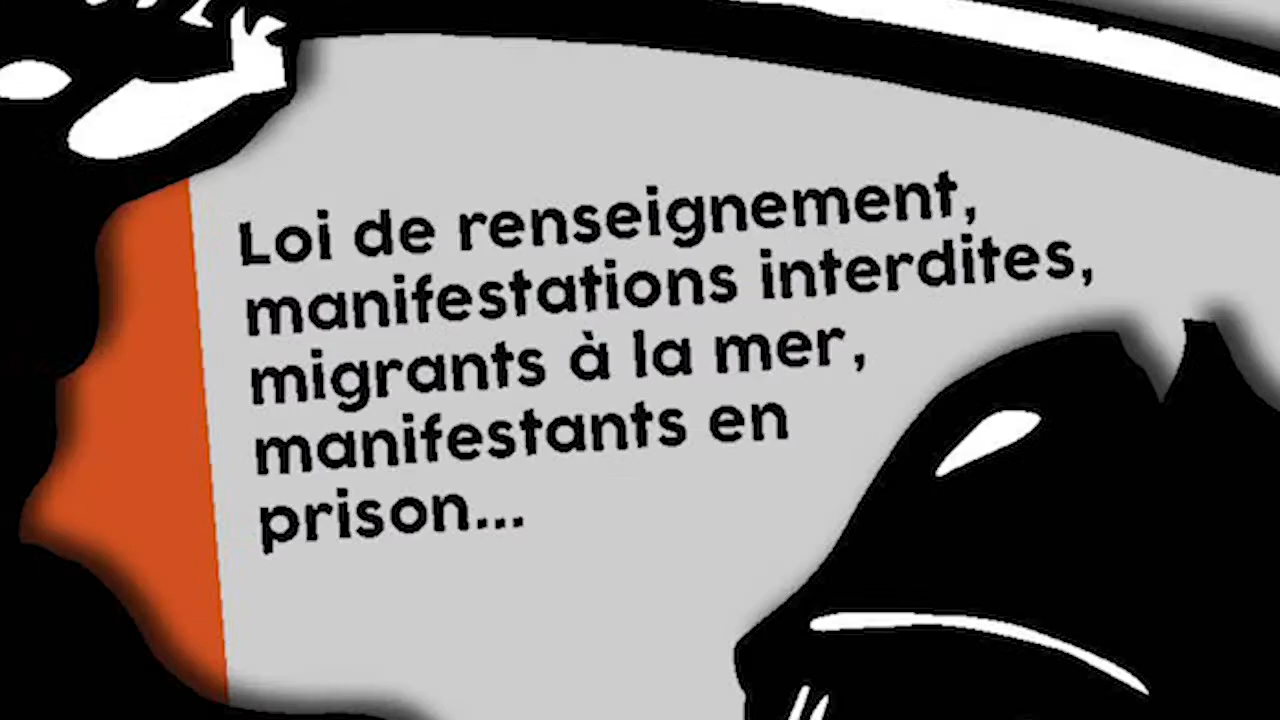 Loi de renseignement,
manifestations interdites,
migrants à la mer,
manifestants en
prison...